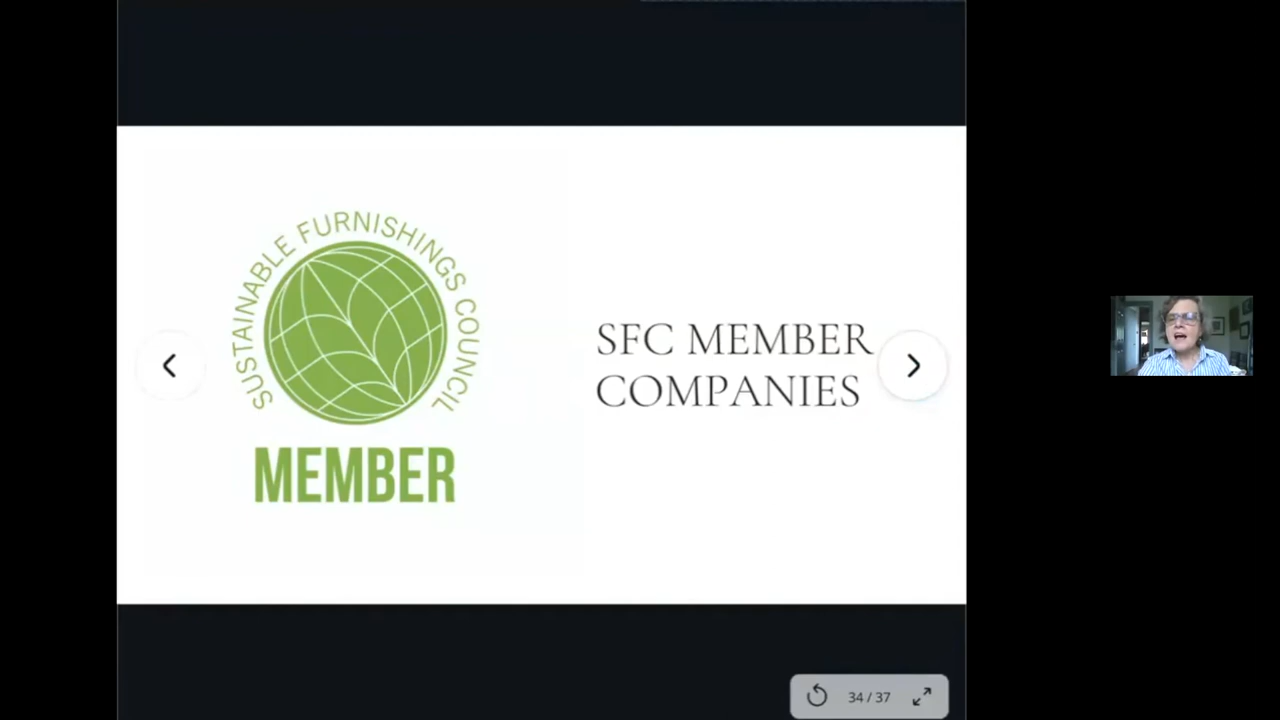 SUSTAINABLE FURNISHINGS COUNCIL
MEMBER
SFC MEMBER
COMPANIES
34 / 37